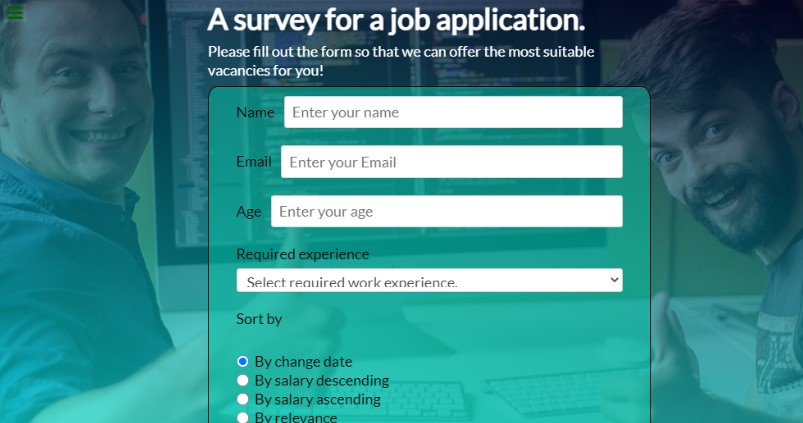 A survey for a job application.
Please fill out the form so that we can offer the most suitable
vacancies for you!
Name Enter your name
Email Enter your Email
Age Enter your age
Required experience
Select required work experience.
Sort by
By change date
By salary descending
By salary ascending
By relevance